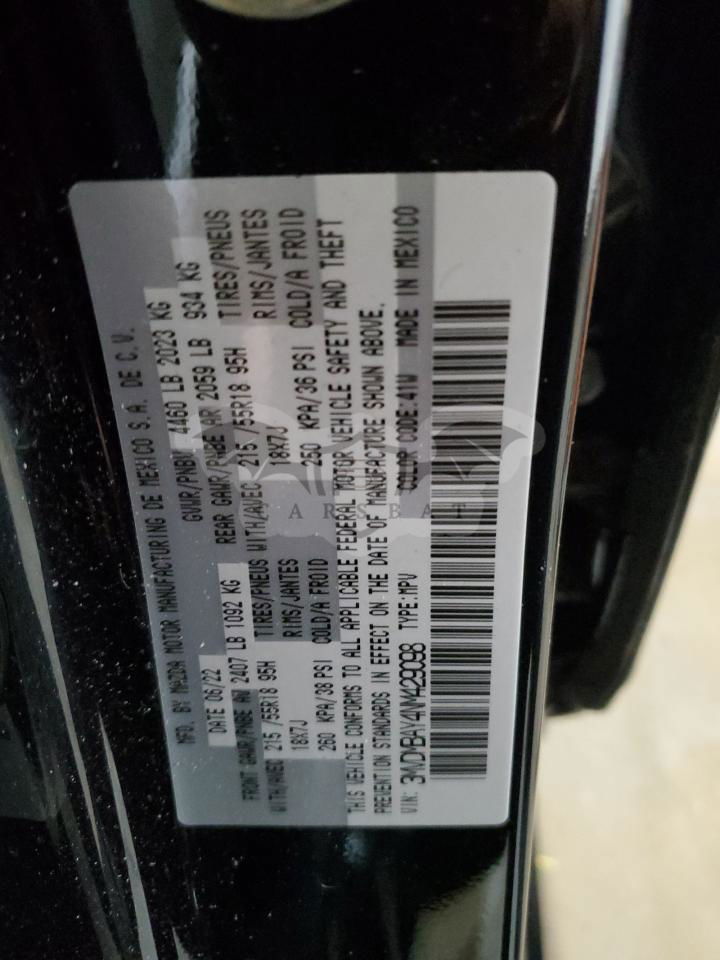 MFD. BY MAZDA MOTOR MANUFACTURING DE MEXICO S.A. DE C.V.
DATE 06/22 GVWR/PNBV 4460 LB 2023 KG
FRONT GAWR/PNBE AV 2407 LB 1092 KG REAR GAWR/PNBE AR 2059 LB 934 KG
WITH/AVEC 215 /55R18 95H TIRES/PNEUS WITH/AVEC 215 /55R18 95H TIRES/PNEUS
18X7J RIMS/JANTES 18X7J RIMS/JANTES
260 KPA/38 PSI COLD/A FROID 250 KPA/36 PSI COLD/A FROID
THIS VEHICLE CONFORMS TO ALL APPLICABLE FEDERAL MOTOR VEHICLE SAFETY AND THEFT
PREVENTION STANDARDS IN EFFECT ON THE DATE OF MANUFACTURE SHOWN ABOVE.
VIN: 3MVDMBAY4NM429098 TYPE:MPV COLOR CODE:41W MADE IN MEXICO
CARSBAT